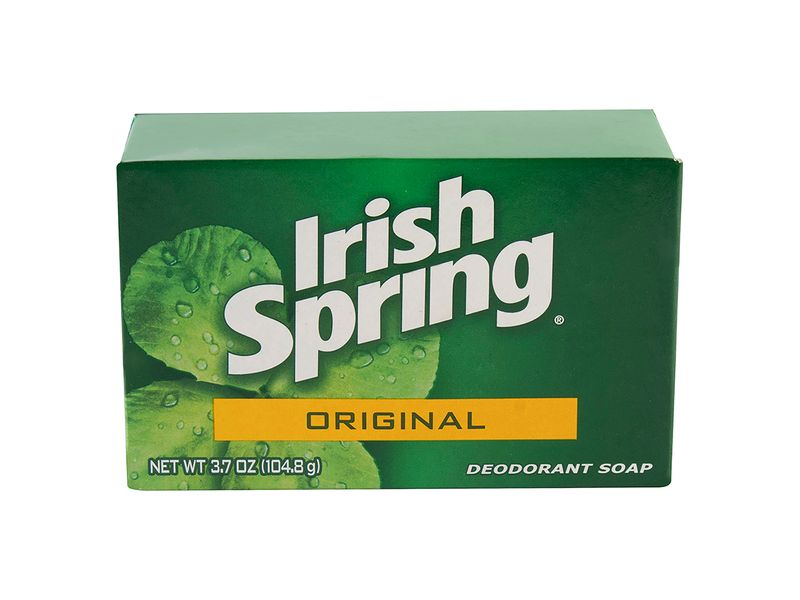 Irish
Spring®
ORIGINAL
NET WT 3.7 OZ (104.8 g)
DEODORANT SOAP